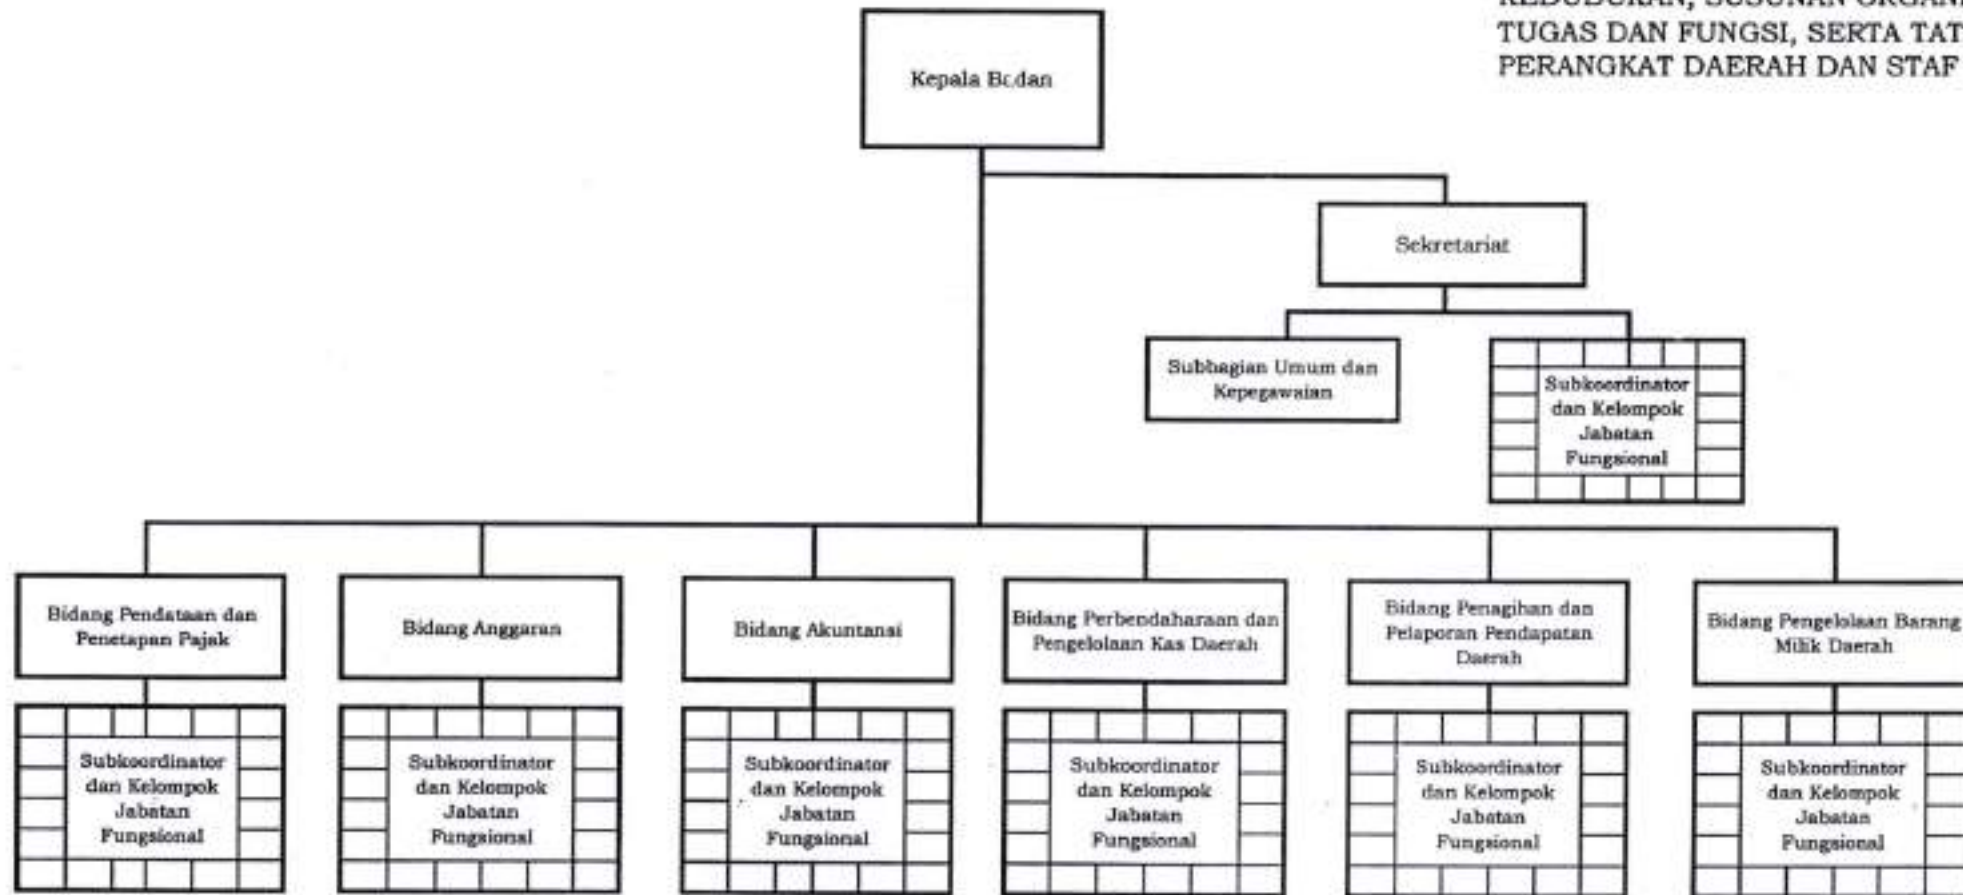 KEDUDUKAN, SUSUNAN ORGANI
TUGAS DAN FUNGSI, SERTA TAT
PERANGKAT DAERAH DAN STAF
Kepala Badan
Sekretariat
Subbagian Umum dan
Kepegawaian
Subkoordinator
dan Kelompok
Jabatan
Fungsional
Bidang Pendataan dan
Penetapan Pajak
Bidang Anggaran
Bidang Akuntansi
Bidang Perbendaharaan dan
Pengelolaan Kas Daerah
Bidang Penagihan dan
Pelaporan Pendapatan
Daerah
Bidang Pengelolaan Barang
Milik Daerah
Subkoordinator
dan Kelompok
Jabatan
Fungsional
Subkoordinator
dan Kelompok
Jabatan
Fungsional
Subkoordinator
dan Kelompok
Jabatan
Fungsional
Subkoordinator
dan Kelompok
Jabatan
Fungsional
Subkoordinator
dan Kelompok
Jabatan
Fungsional
Subkoordinator
dan Kelompok
Jabatan
Fungsional